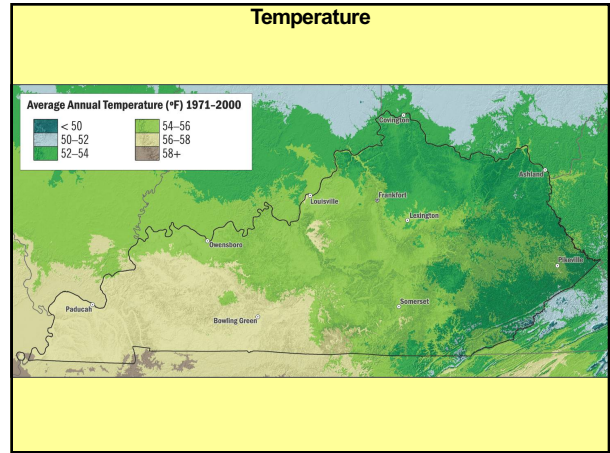 Temperature
Average Annual Temperature (°F) 1971–2000
< 50
50–52
52–54
54–56
56–58
58+
Covington
Ashland
Louisville
Frankfort
Lexington
Owensboro
Pikeville
Paducah
Bowling Green
Somerset